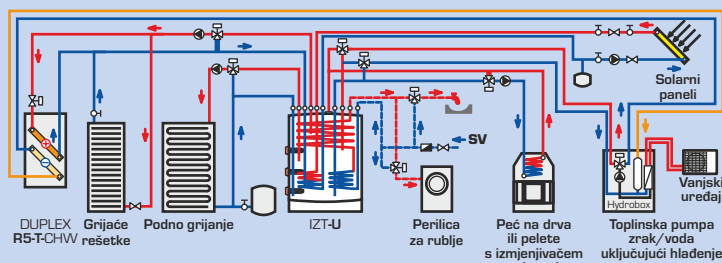 Solarni
paneli
SV
Hydrobox
Vanjski
uređaj
DUPLEX
R5-T-CHW
Grijaće
rešetke
Podno grijanje
IZT-U
Perilica
za rublje
Peć na drva
ili pelete
s izmjenjivačem
Toplinska pumpa
zrak/voda
uključujući hlađenje